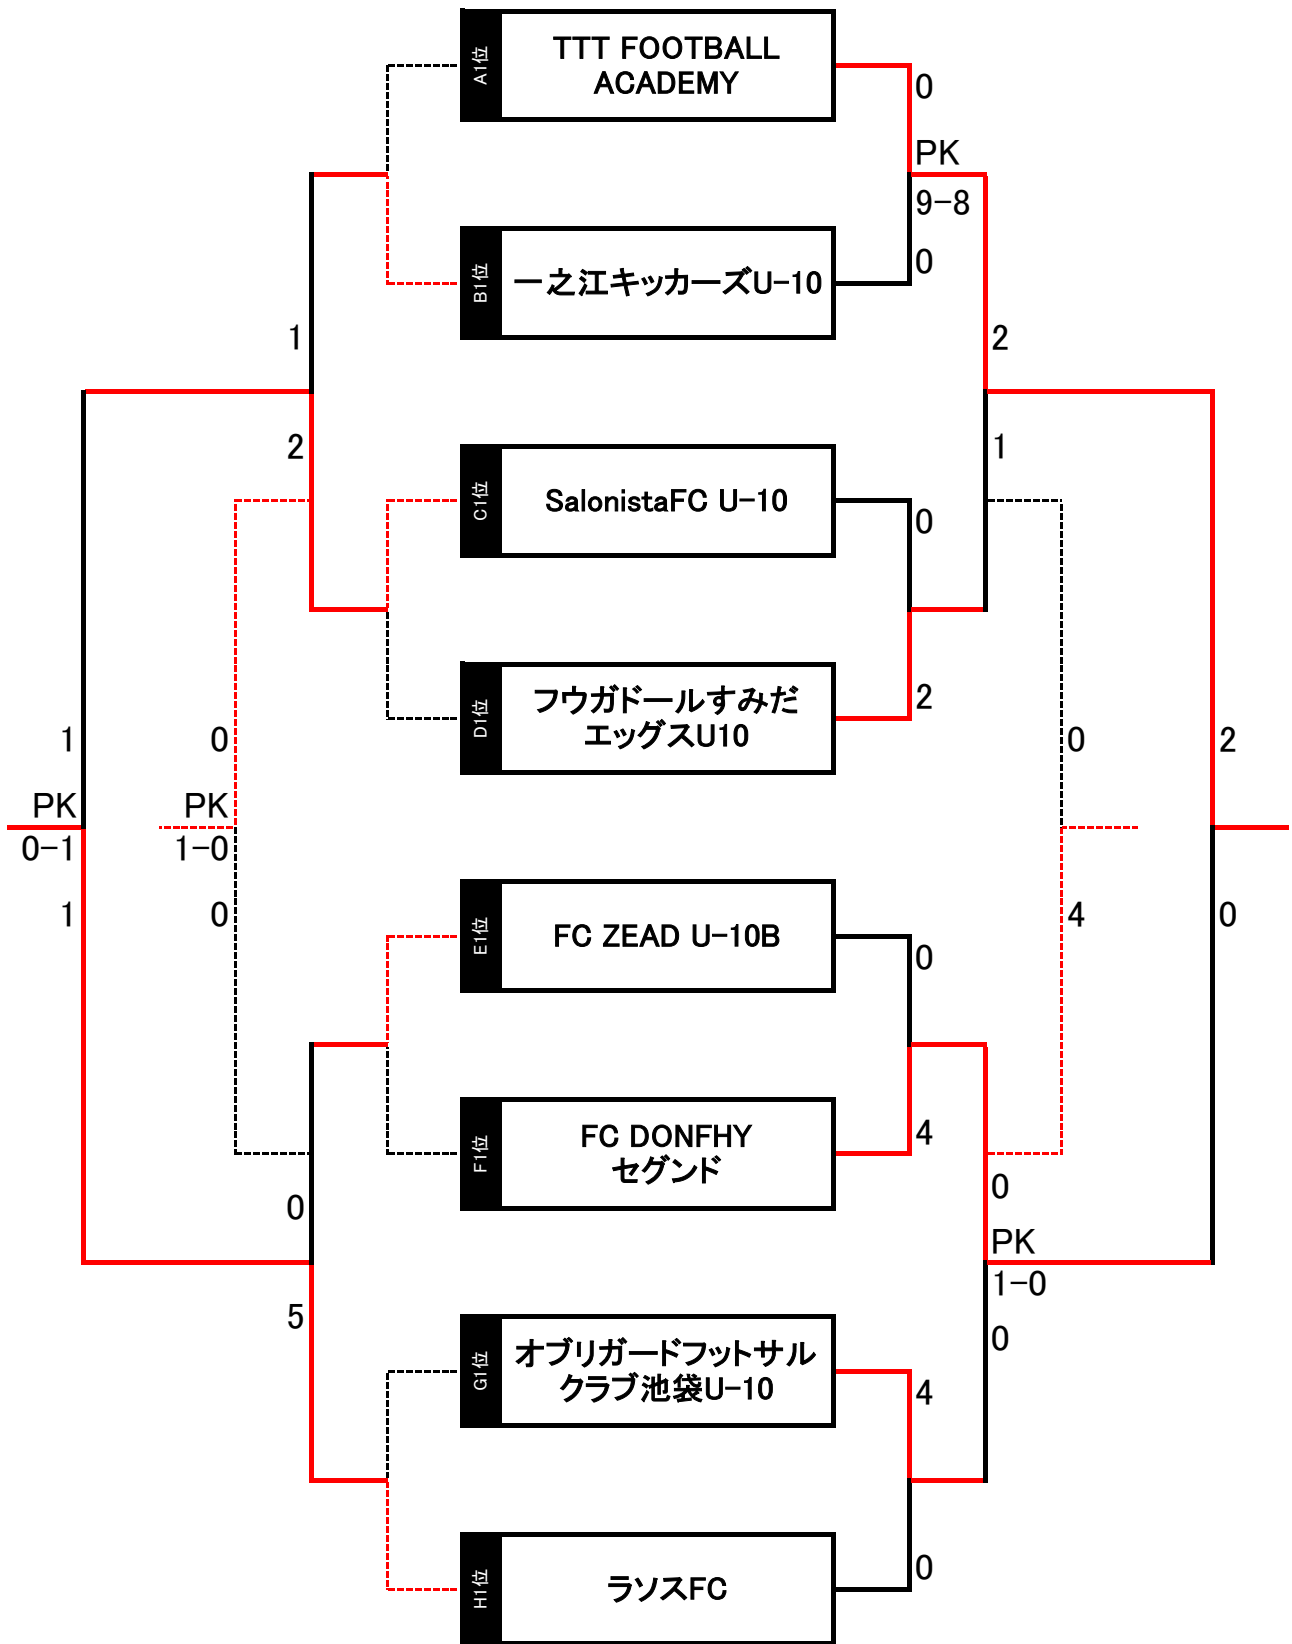 A1位
TTT FOOTBALL
ACADEMY
0
PK
9-8
0
B1位
一之江キッカーズU-10
1
2
2
1
C1位
SalonistaFC U-10
0
D1位
フウガドールすみだ
エッグスU10
2
1
PK
0-1
1
0
PK
1-0
0
0
4
2
0
E1位
FC ZEAD U-10B
0
F1位
FC DONFHY
セグンド
4
0
5
0
PK
1-0
0
G1位
オブリガードフットサル
クラブ池袋U-10
4
H1位
ラソスFC
0